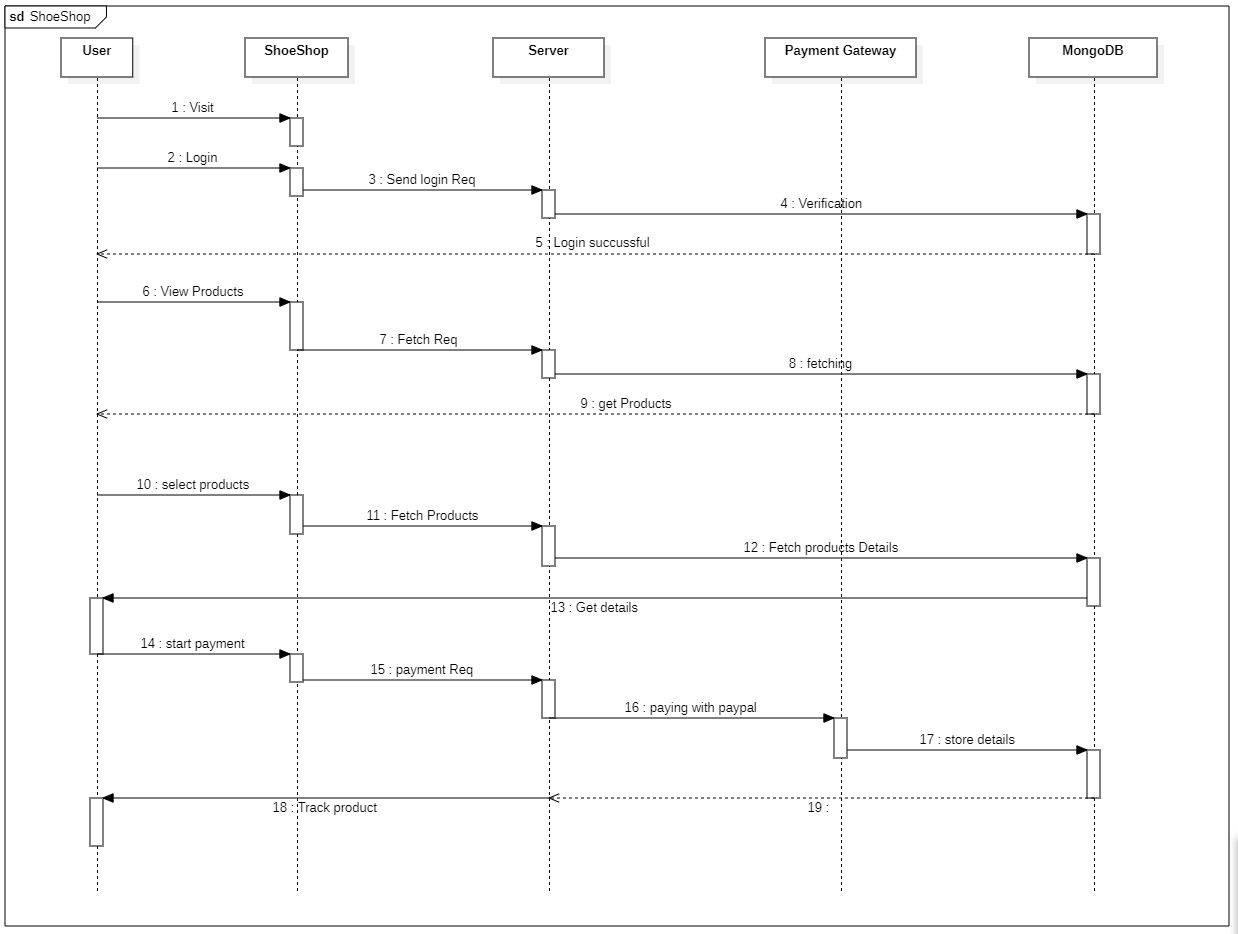 sd ShoeShop
User
ShoeShop
Server
Payment Gateway
MongoDB
1 : Visit
2 : Login
3 : Send login Req
4 : Verification
5 : Login succussful
6 : View Products
7 : Fetch Req
8 : fetching
9 : get Products
10 : select products
11 : Fetch Products
12 : Fetch products Details
13 : Get details
14 : start payment
15 : payment Req
16 : paying with paypal
17 : store details
18 : Track product
19 :